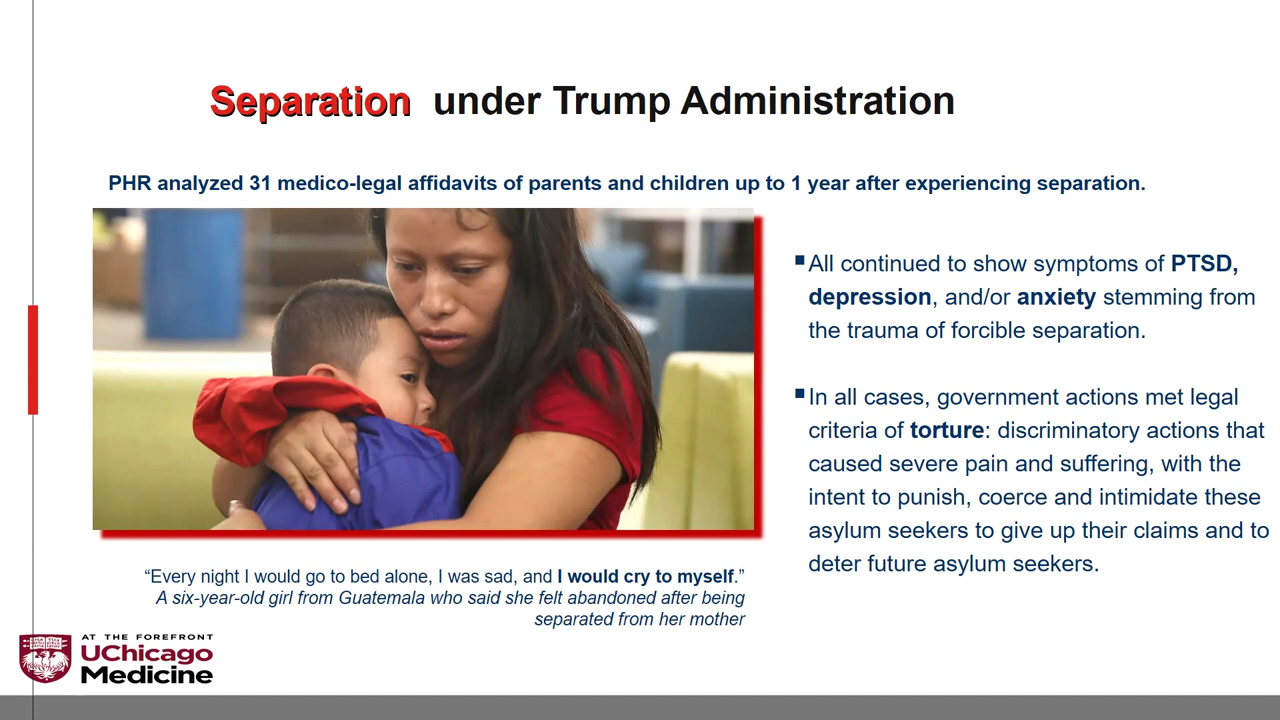 Separation under Trump Administration
PHR analyzed 31 medico-legal affidavits of parents and children up to 1 year after experiencing separation.
▪All continued to show symptoms of PTSD,
depression, and/or anxiety stemming from
the trauma of forcible separation.
▪In all cases, government actions met legal
criteria of torture: discriminatory actions that
caused severe pain and suffering, with the
intent to punish, coerce and intimidate these
asylum seekers to give up their claims and to
deter future asylum seekers.
“Every night I would go to bed alone, I was sad, and I would cry to myself.”
A six-year-old girl from Guatemala who said she felt abandoned after being
separated from her mother
AT THE FOREFRONT
UChicago
Medicine